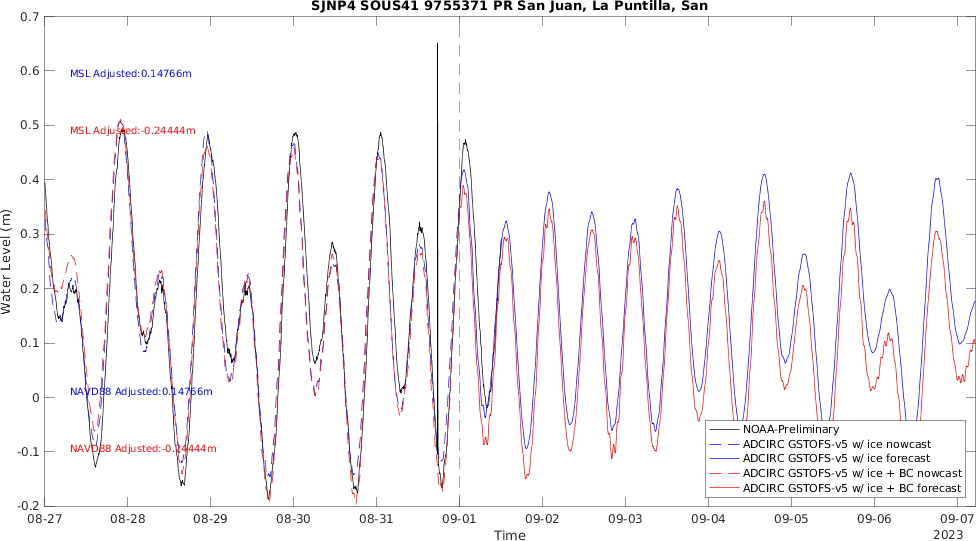 SJNP4 SOUS41 9755371 PR San Juan, La Puntilla, San
0.7
0.6
0.5
0.4
0.3
0.2
0.1
0
-0.1
-0.2
Water Level (m)
MSL Adjusted:0.14766m
MSL Adjusted:-0.24444m
NAVD88 Adjusted:0.14766m
NAVD88 Adjusted:-0.24444m
NOAA-Preliminary
ADCIRC GSTOFS-v5 w/ ice nowcast
ADCIRC GSTOFS-v5 w/ ice forecast
ADCIRC GSTOFS-v5 w/ ice + BC nowcast
ADCIRC GSTOFS-v5 w/ ice + BC forecast
08-27 08-28 08-29 08-30 08-31 09-01 09-02 09-03 09-04 09-05 09-06 09-07
Time
2023